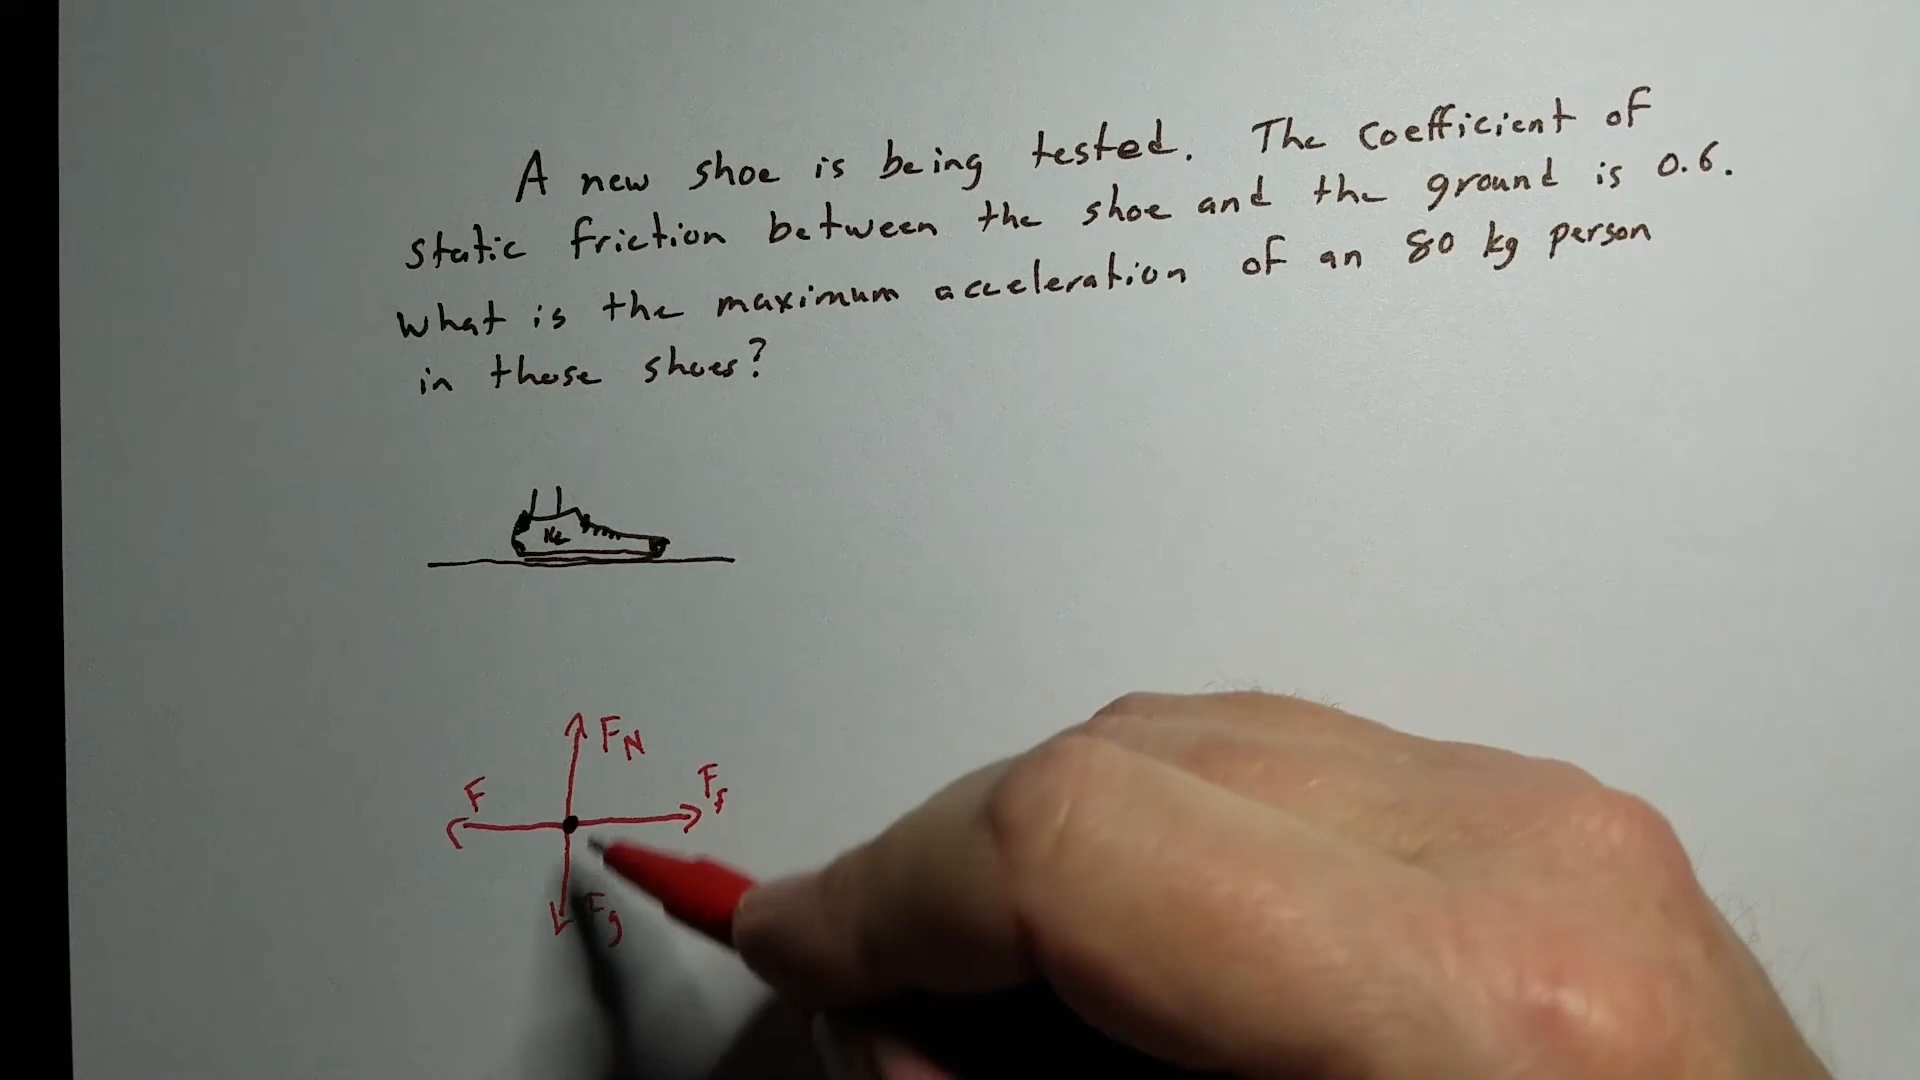 A new shoe is being tested. The coefficient of
static friction between the shoe and the ground is 0.6.
What is the maximum acceleration of an 80 kg person
in those shoes?
FN
F
Ff
Fg